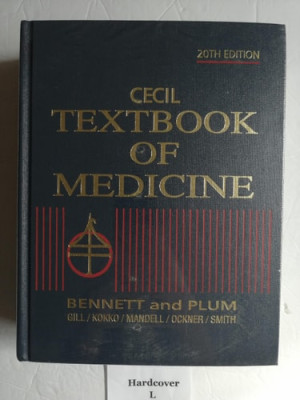 20TH EDITION
CECIL
TEXTBOOK
OF
MEDICINE
BENNETT and PLUM
GILL / KOKKO / MANDELL / OCKNER / SMITH
Hardcover
L